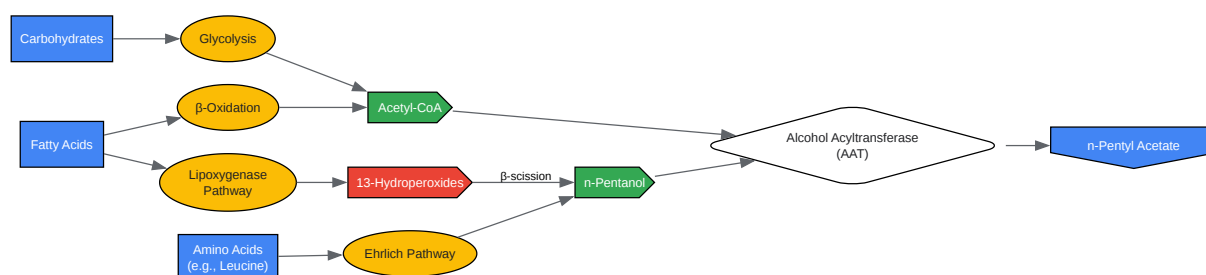 Carbohydrates
Glycolysis
β-Oxidation
Acetyl-CoA
Fatty Acids
Alcohol Acyltransferase
(AAT)
n-Pentyl Acetate
Lipoxygenase
Pathway
13-Hydroperoxides
β-scission
n-Pentanol
Amino Acids
(e.g., Leucine)
Ehrlich Pathway